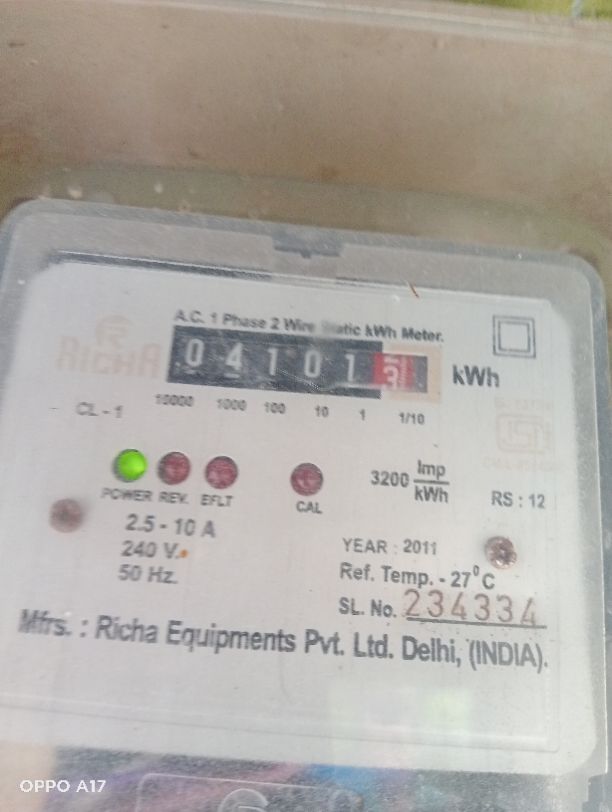 A.C. 1 Phase 2 Wire Static kWh Meter.
RICHA
0 4 1 0 1 3 kWh
CL - 1
10000 1000 100 10 1 1/10
POWER REV. EFLT CAL
3200 Imp/kWh
RS : 12
2.5 - 10 A
240 V.
50 Hz.
YEAR : 2011
Ref. Temp. - 27⁰C
SL. No. 234334
Mfrs. : Richa Equipments Pvt. Ltd. Delhi, (INDIA).
OPPO A17